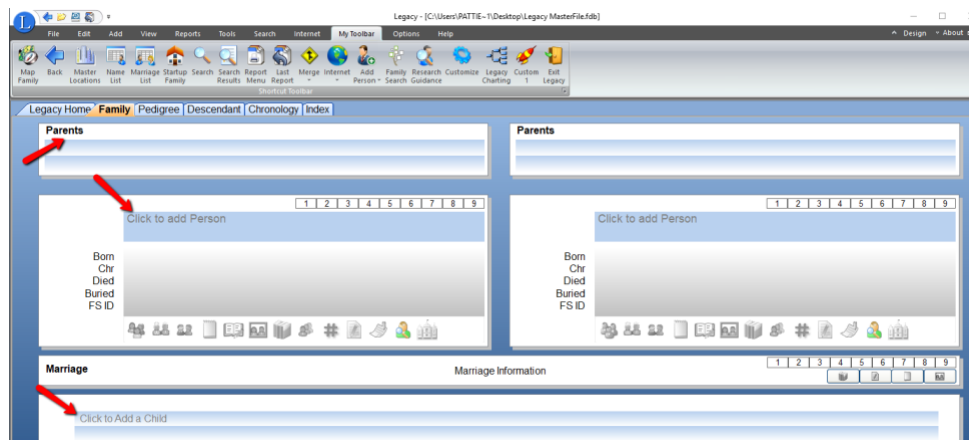 Legacy - [C:\Users\PATTIE~1\Desktop\Legacy MasterFile.fdb]
L
File Edit Add View Reports Tools Search Internet My Toolbar Options Help Design About
Map Family Back Master Locations Name List Marriage List Startup Family Search Search Results Report Menu Last Report Merge Internet Add Person Family Search Research Guidance Customize Legacy Charting Custom 1 Exit Legacy
Shortcut Toolbar
Legacy Home Family Pedigree Descendant Chronology Index
Parents Parents
1 2 3 4 5 6 7 8 9 1 2 3 4 5 6 7 8 9
Click to add Person Click to add Person
Born Born
Chr Chr
Died Died
Buried Buried
FS ID FS ID
Marriage Marriage Information 1 2 3 4 5 6 7 8 9
Click to Add a Child